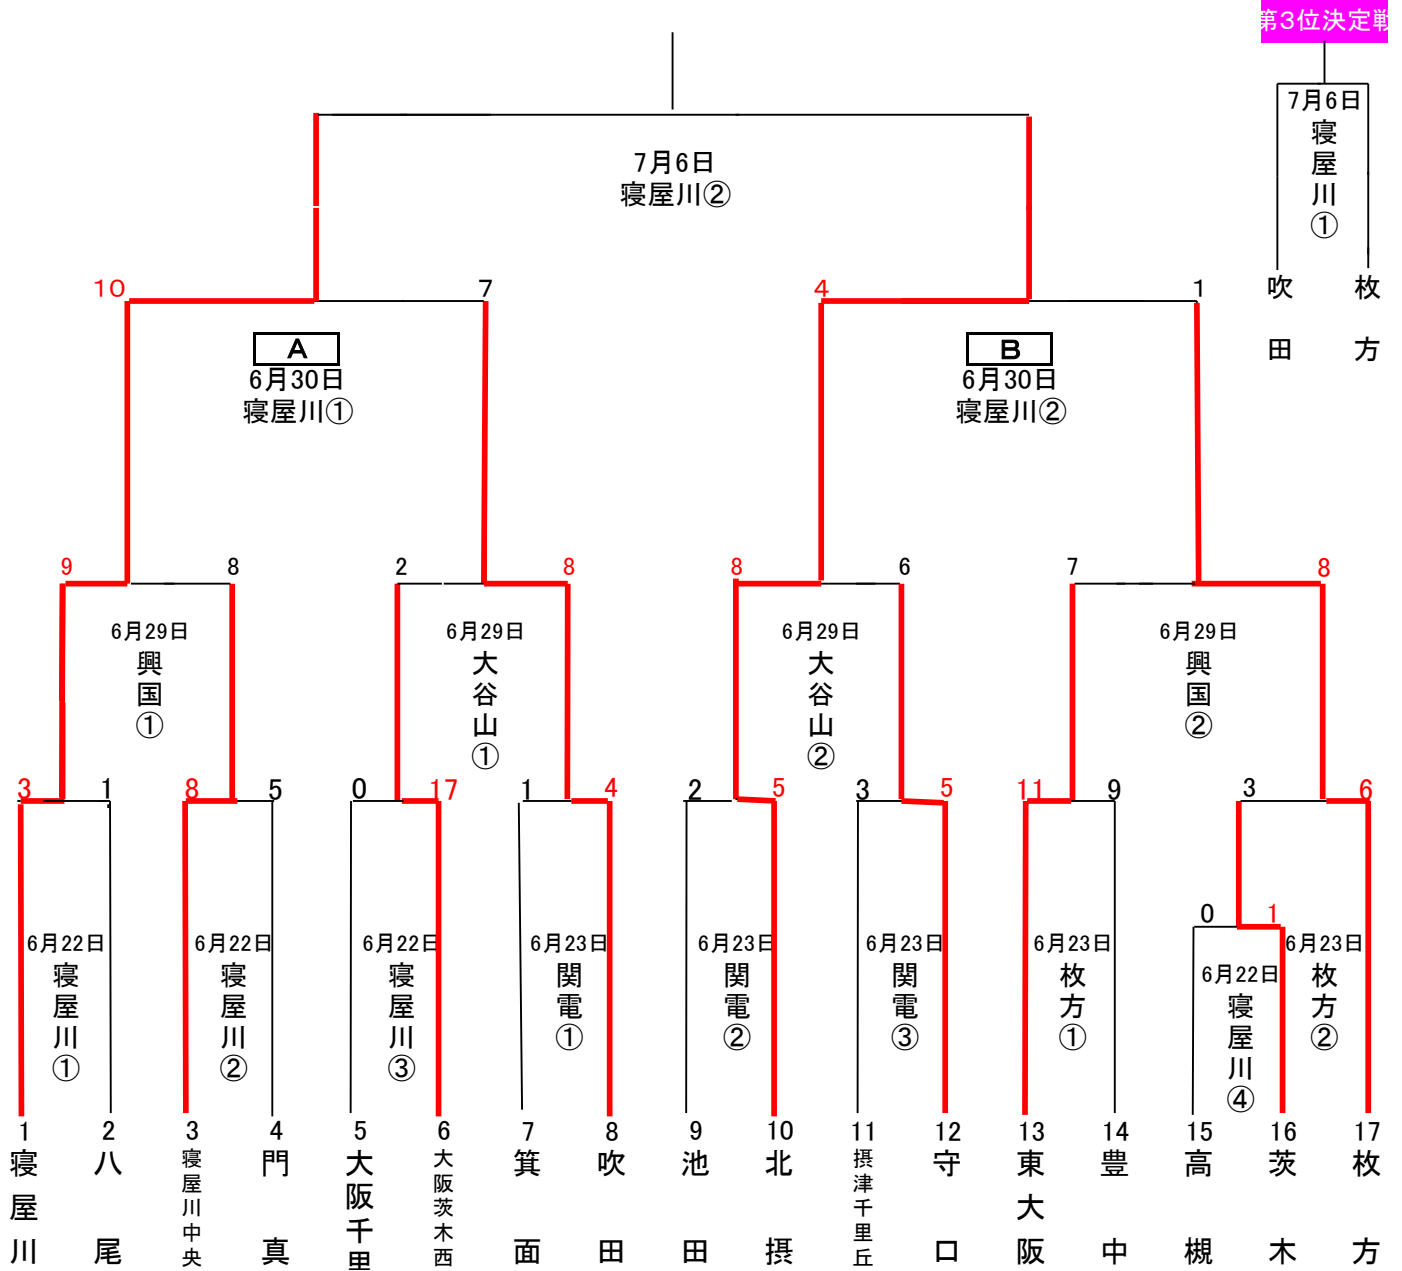 第3位決定戦
7月6日
寝屋川①
吹田
枚方
7月6日
寝屋川②
10
7
4
1
A
6月30日
寝屋川①
B
6月30日
寝屋川②
9
8
2
8
8
6
7
8
6月29日
興国①
6月29日
大谷山①
6月29日
大谷山②
6月29日
興国②
3
1
8
5
0
17
1
4
2
5
3
5
11
9
3
6
0
1
6月22日
寝屋川①
6月22日
寝屋川②
6月22日
寝屋川③
6月23日
関電①
6月23日
関電②
6月23日
関電③
6月23日
枚方①
6月22日
寝屋川④
6月23日
枚方②
1
寝屋川
2
八尾
3
寝屋川中央
4
門真
5
大阪千里
6
大阪茨木西
7
箕面
8
吹田
9
池田
10
北摂
11
摂津千里丘
12
守口
13
東大阪
14
豊中
15
高槻
16
茨木
17
枚方